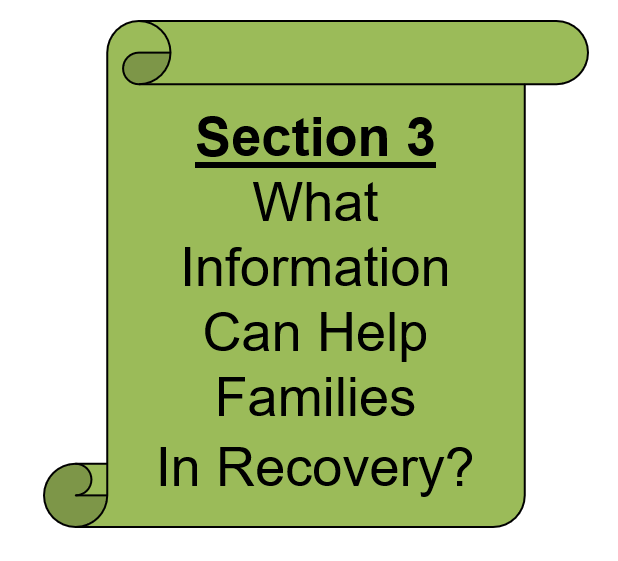 Section 3
What
Information
Can Help
Families
In Recovery?